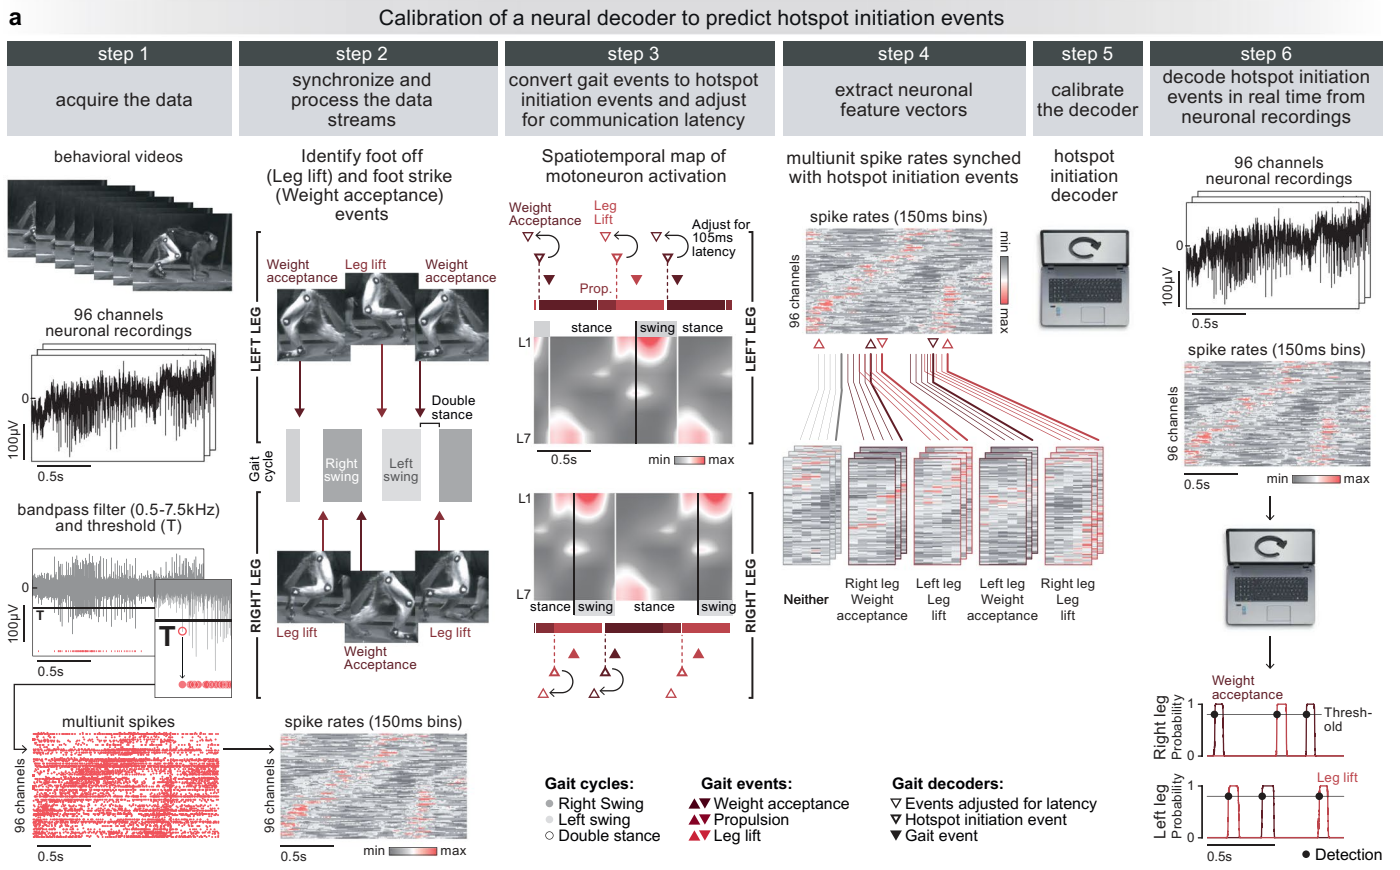 a
Calibration of a neural decoder to predict hotspot initiation events
step 1
acquire the data
behavioral videos
96 channels
neuronal recordings
0
100µV
0.5s
bandpass filter (0.5-7.5kHz)
and threshold (T)
0
100µV
T
T
0.5s
multiunit spikes
96 channels
0.5s
step 2
synchronize and
process the data
streams
Identify foot off
(Leg lift) and foot strike
(Weight acceptance)
events
LEFT LEG
Weight
acceptance
Leg lift
Weight
acceptance
Double
stance
Gait
cycle
Right
swing
Left
swing
RIGHT LEG
Leg lift
Weight
Acceptance
Leg lift
spike rates (150ms bins)
96 channels
0.5s
min
max
step 3
convert gait events to hotspot
initiation events and adjust
for communication latency
Spatiotemporal map of
motoneuron activation
Weight
Acceptance
Leg
Lift
Adjust for
105ms
latency
Prop.
stance
swing
stance
L1
L7
LEFT LEG
0.5s
min
max
L1
L7
RIGHT LEG
stance
swing
stance
swing
Gait cycles:
Right Swing
Left swing
Double stance
Gait events:
Weight acceptance
Propulsion
Leg lift
Gait decoders:
Events adjusted for latency
Hotspot initiation event
Gait event
step 4
extract neuronal
feature vectors
multiunit spike rates synched
with hotspot initiation events
spike rates (150ms bins)
96 channels
min
max
Neither
Right leg
Weight
acceptance
Left leg
Leg
lift
Left leg
Weight
acceptance
Right leg
Leg
lift
step 5
calibrate
the decoder
hotspot
initiation
decoder
step 6
decode hotspot initiation
events in real time from
neuronal recordings
96 channels
neuronal recordings
0
100µV
0.5s
spike rates (150ms bins)
96 channels
0.5s
min
max
Weight
acceptance
Right leg
Probability
1
0
Thresh-
old
Leg lift
Left leg
Probability
1
0
0.5s
Detection